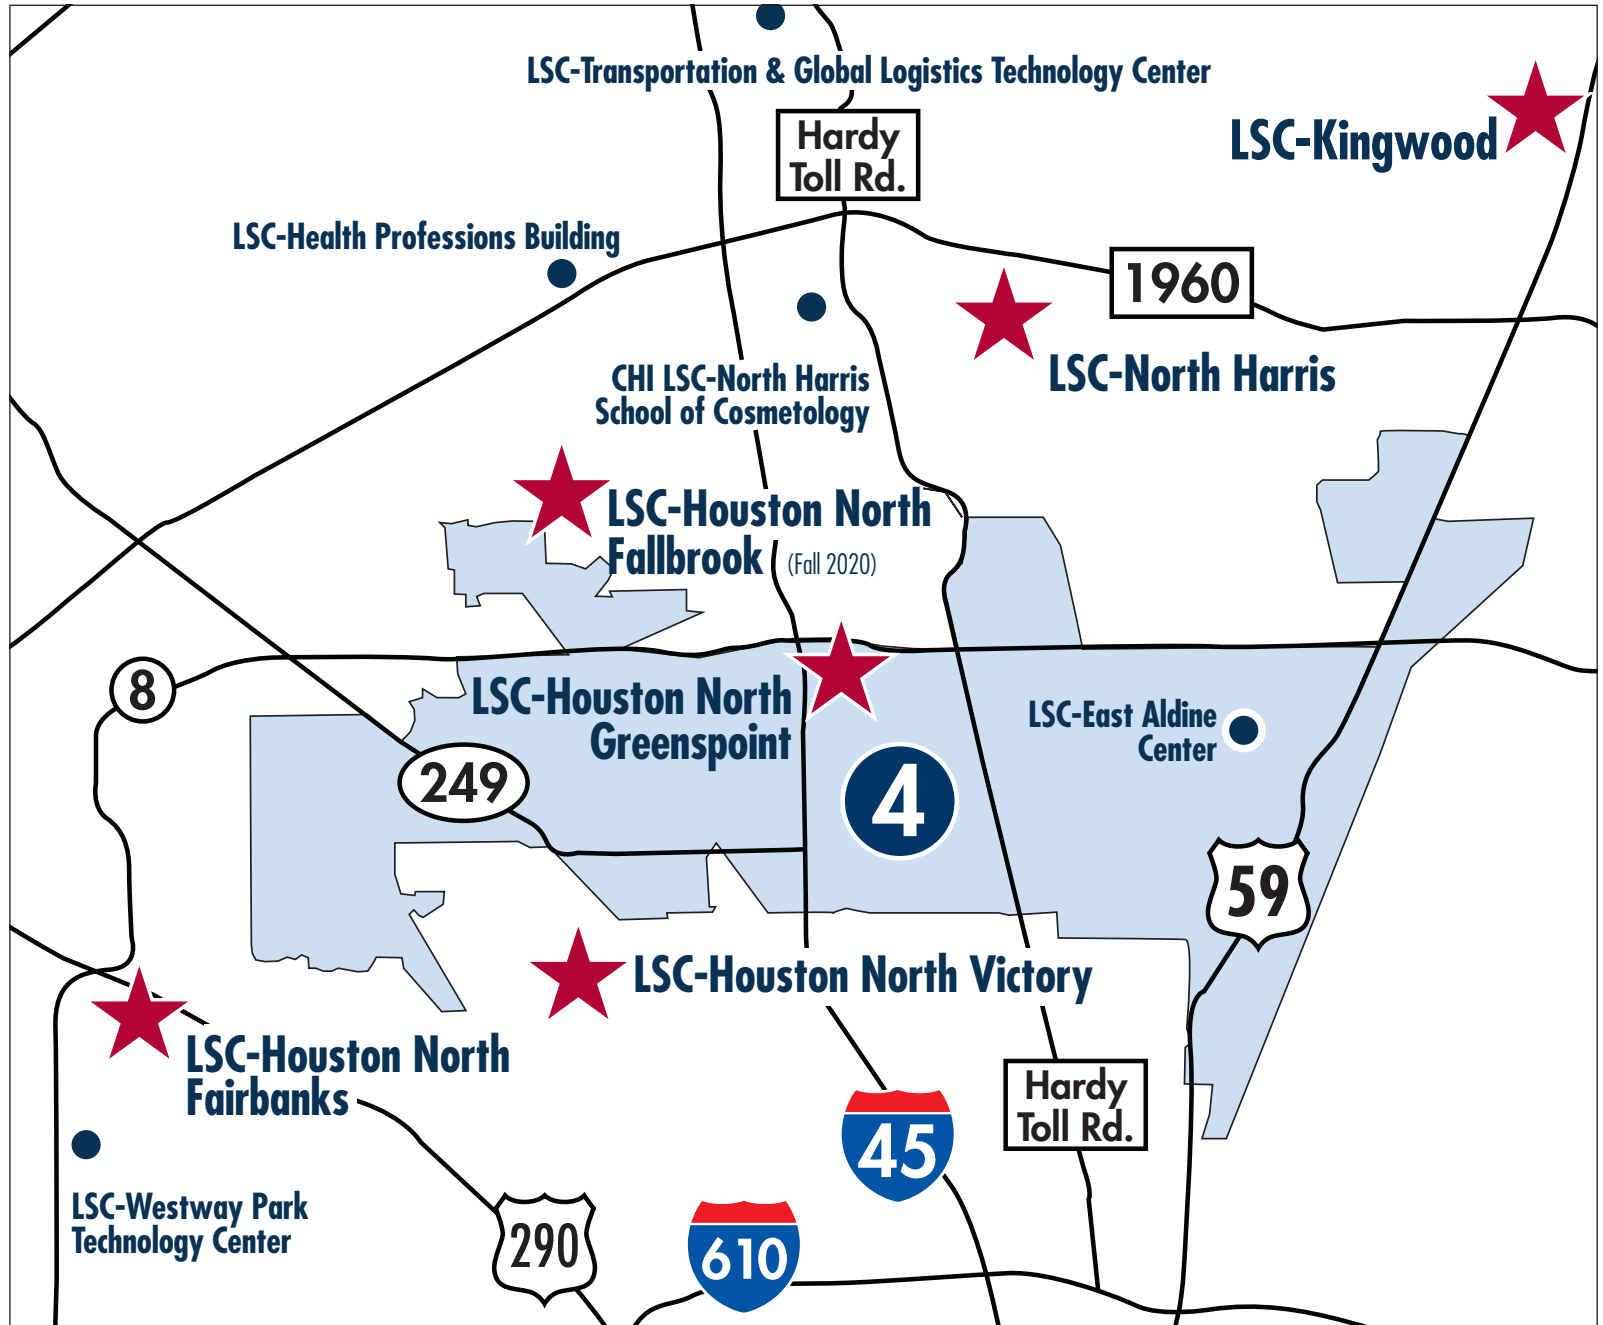 LSC-Transportation & Global Logistics Technology Center
Hardy
Toll Rd.
LSC-Kingwood
LSC-Health Professions Building
1960
CHI LSC-North Harris
School of Cosmetology
LSC-North Harris
LSC-Houston North
Fallbrook (Fall 2020)
8
LSC-Houston North
Greenspoint
LSC-East Aldine
Center
249
4
59
LSC-Houston North Victory
LSC-Houston North
Fairbanks
Hardy
Toll Rd.
45
LSC-Westway Park
Technology Center
290
610